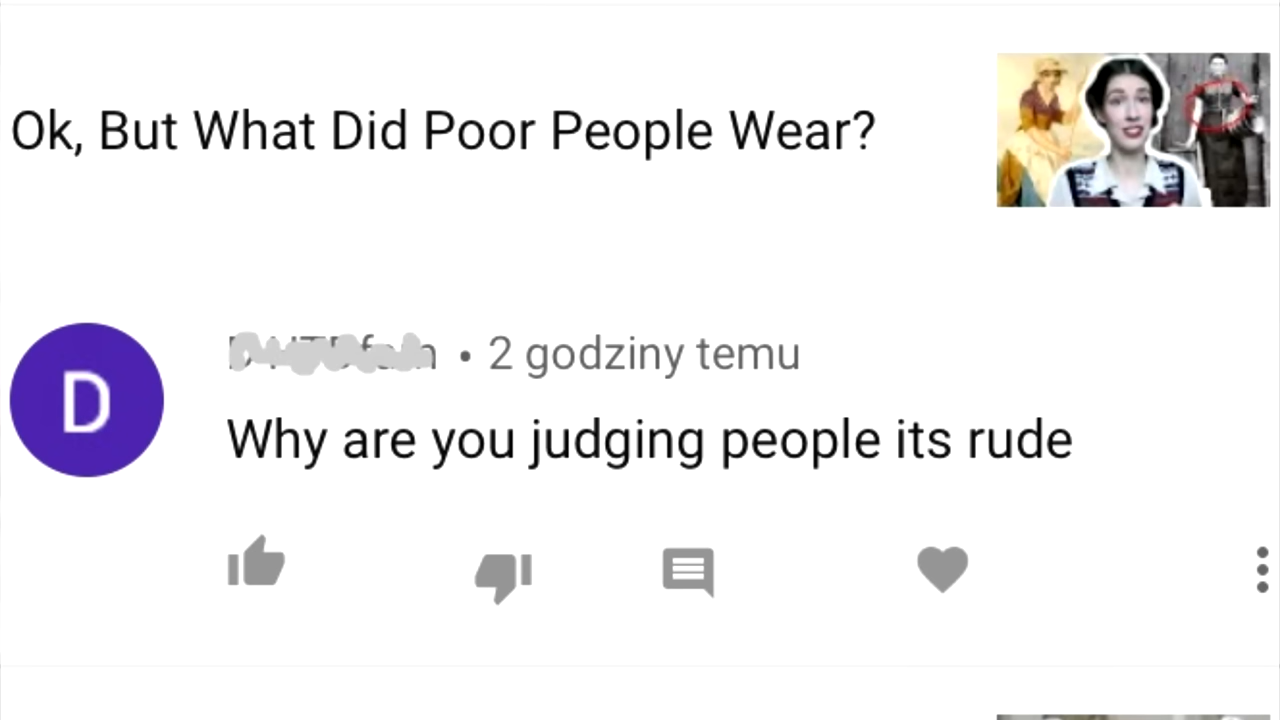 Ok, But What Did Poor People Wear?
D
• 2 godziny temu
Why are you judging people its rude